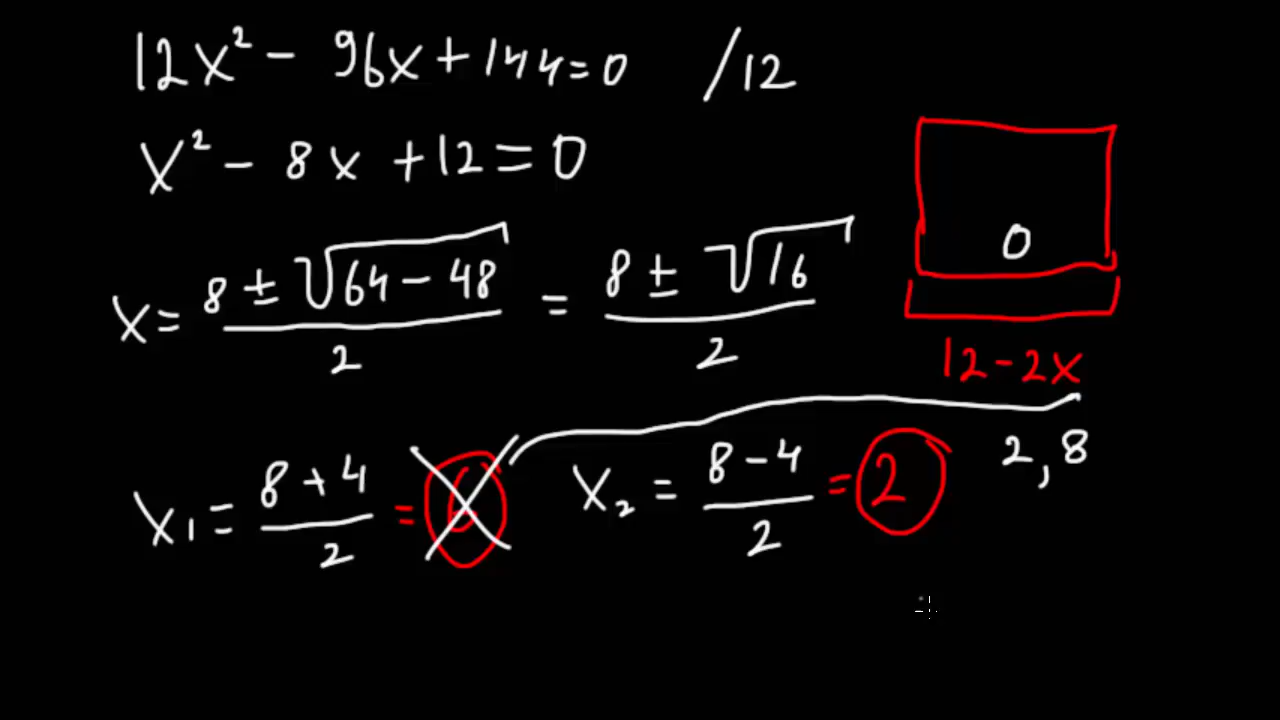 12x² - 96x + 144 = 0 /12
x² - 8x + 12 = 0
0
x = (8 ± √(64 - 48))/2 = (8 ± √16)/2
12 - 2x
x₁ = (8 + 4)/2 = 6
x₂ = (8 - 4)/2 = 2
2, 8